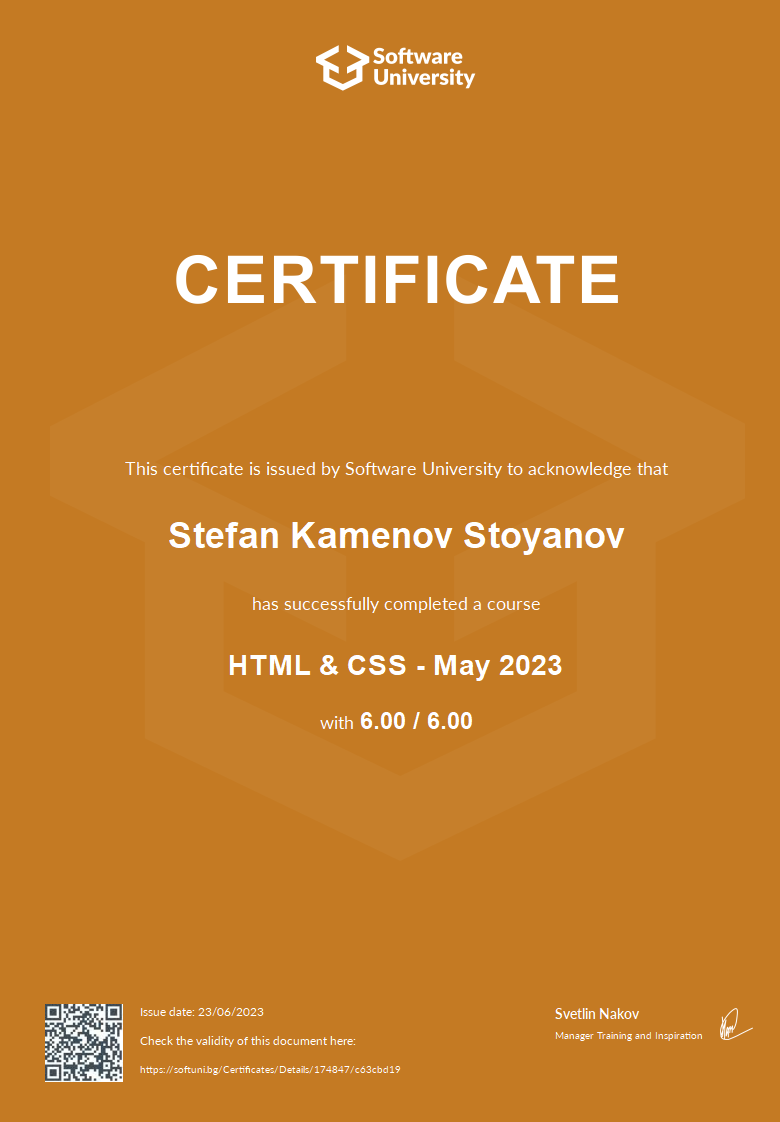 Software
University
CERTIFICATE
This certificate is issued by Software University to acknowledge that
Stefan Kamenov Stoyanov
has successfully completed a course
HTML & CSS - May 2023
with 6.00 / 6.00
Issue date: 23/06/2023
Check the validity of this document here:
https://softuni.bg/Certificates/Details/174847/c63cbd19
Svetlin Nakov
Manager Training and Inspiration